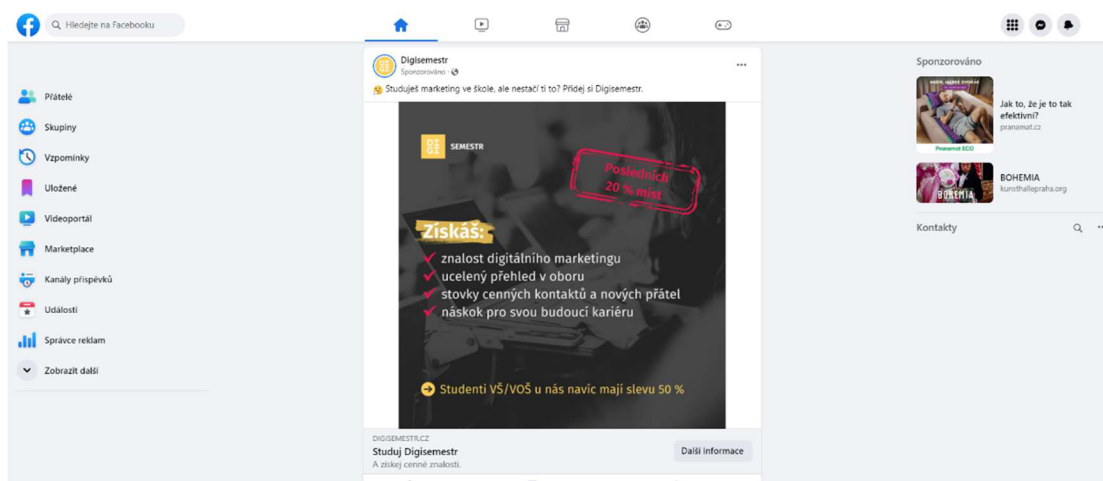 Hledejte na Facebooku
Přátelé
Skupiny
Vzpomínky
Uložené
Videoportál
Marketplace
Kanály příspěvků
Události
Správce reklam
Zobrazit další
Digisemestr
Sponzorováno ·
Studuješ marketing ve škole, ale nestačí ti to? Přidej si Digisemestr.
DI
GI
SEMESTR
Posledních
20 % míst
Získáš:
znalost digitálního marketingu
ucelený přehled v oboru
stovky cenných kontaktů a nových přátel
náskok pro svou budoucí kariéru
Studenti VŠ/VOŠ u nás navíc mají slevu 50 %
DIGISEMESTR.CZ
Studuj Digisemestr
A získej cenné znalosti.
Další informace
Sponzorováno
Pranamat ECO
Jak to, že je to tak
efektivní?
pranamat.cz
BOHEMIA
BOHEMIA
kunsthallepraha.org
Kontakty